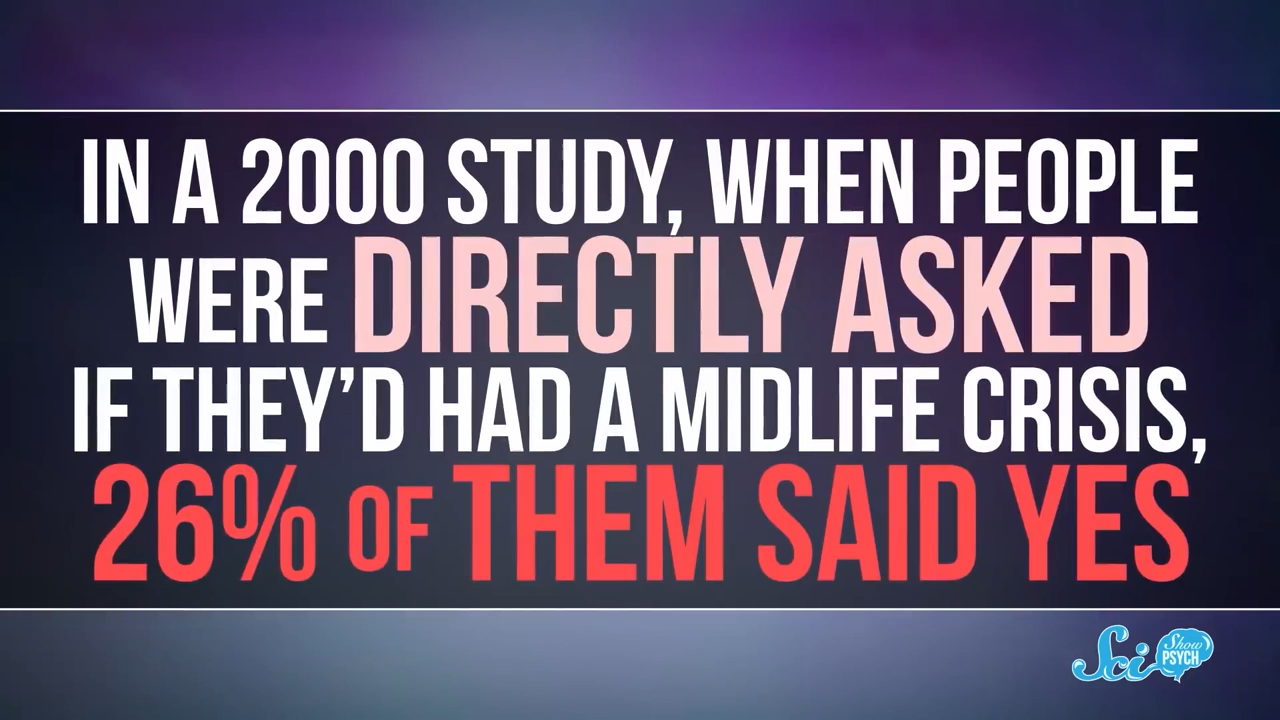 IN A 2000 STUDY, WHEN PEOPLE
WERE DIRECTLY ASKED
IF THEY'D HAD A MIDLIFE CRISIS,
26% OF THEM SAID YES
Sci Show
PSYCH